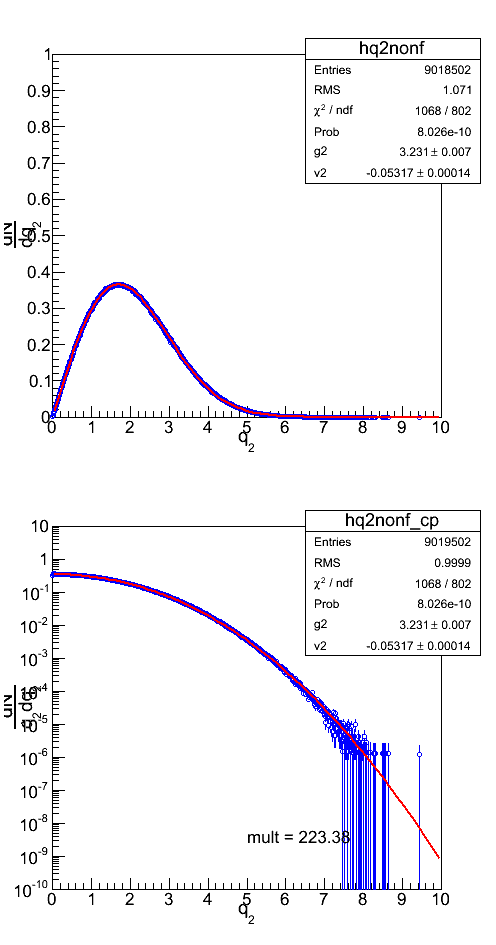 hq2nonf
Entries 9018502
RMS 1.071
χ² / ndf 1068 / 802
Prob 8.026e-10
g2 3.231 ± 0.007
v2 -0.05317 ± 0.00014
1
0.9
0.8
0.7
0.6
0.5
0.4
0.3
0.2
0.1
0
dN
dq₂
0 1 2 3 4 5 6 7 8 9 10
q₂
hq2nonf_cp
Entries 9019502
RMS 0.9999
χ² / ndf 1068 / 802
Prob 8.026e-10
g2 3.231 ± 0.007
v2 -0.05317 ± 0.00014
10
1
10⁻¹
10⁻²
10⁻³
10⁻⁴
10⁻⁵
10⁻⁶
10⁻⁷
10⁻⁸
10⁻⁹
10⁻¹⁰
dN
q₂dq₂
mult = 223.38
0 1 2 3 4 5 6 7 8 9 10
q₂